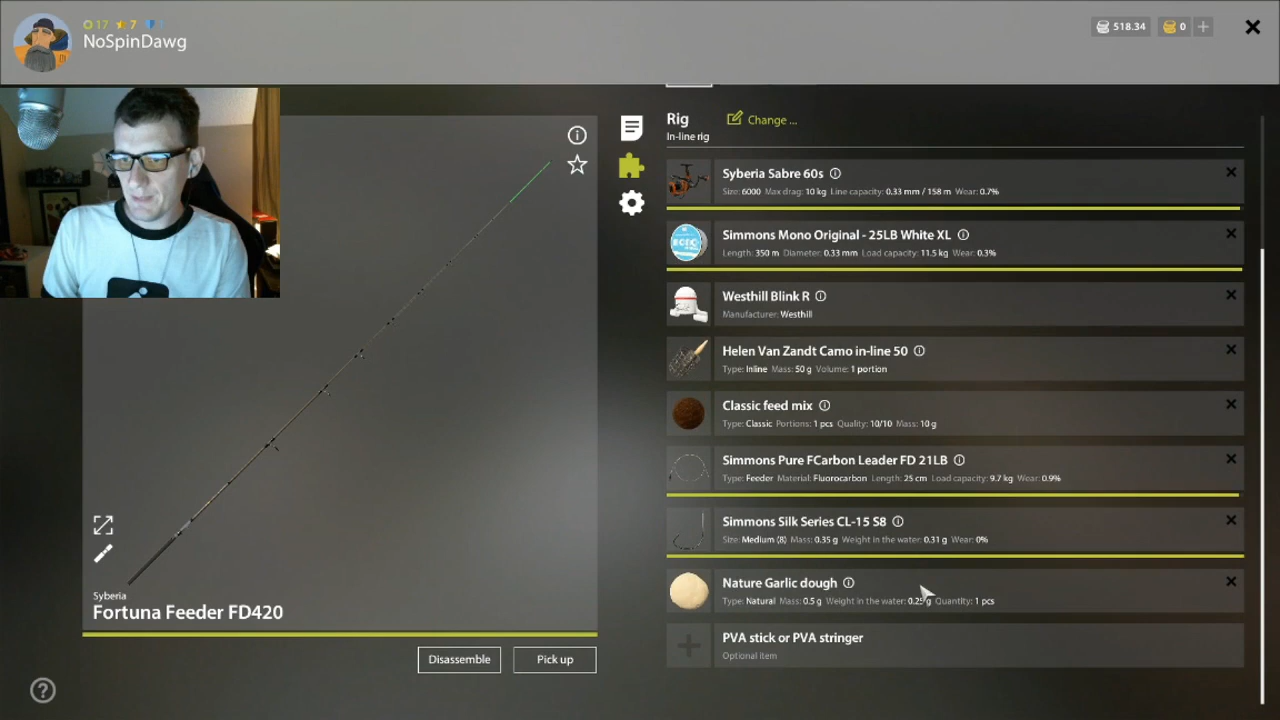 17 7
NoSpinDawg
518.34 0 +
Rig Change ...
In-line rig
Syberia Sabre 60s
Size: 6000 Max drag: 10 kg Line capacity: 0.33 mm / 158 m Wear: 0.7%
Simmons Mono Original - 25LB White XL
Length: 350 m Diameter: 0.33 mm Load capacity: 11.5 kg Wear: 0.3%
Westhill Blink R
Manufacturer: Westhill
Helen Van Zandt Camo in-line 50
Type: Inline Mass: 50 g Volume: 1 portion
Classic feed mix
Type: Classic Portions: 1 pcs Quality: 10/10 Mass: 10 g
Simmons Pure FCarbon Leader FD 21LB
Type: Feeder Material: Fluorocarbon Length: 25 cm Load capacity: 9.7 kg Wear: 0.9%
Simmons Silk Series CL-15 S8
Size: Medium (8) Mass: 0.35 g Weight in the water: 0.31 g Wear: 0%
Nature Garlic dough
Type: Natural Mass: 0.5 g Weight in the water: 0.25 g Quantity: 1 pcs
PVA stick or PVA stringer
Optional item
Syberia
Fortuna Feeder FD420
Disassemble
Pick up